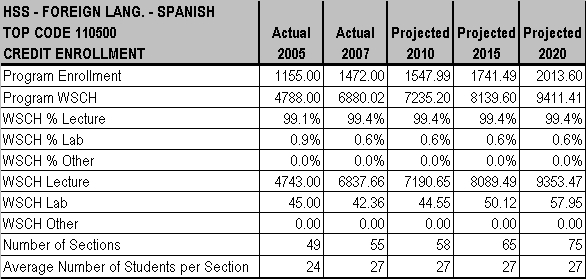 HSS - FOREIGN LANG. - SPANISH
TOP CODE 110500 Actual Actual Projected Projected Projected
CREDIT ENROLLMENT 2005 2007 2010 2015 2020
Program Enrollment 1155.00 1472.00 1547.99 1741.49 2013.60
Program WSCH 4788.00 6880.02 7235.20 8139.60 9411.41
WSCH % Lecture 99.1% 99.4% 99.4% 99.4% 99.4%
WSCH % Lab 0.9% 0.6% 0.6% 0.6% 0.6%
WSCH % Other 0.0% 0.0% 0.0% 0.0% 0.0%
WSCH Lecture 4743.00 6837.66 7190.65 8089.49 9353.47
WSCH Lab 45.00 42.36 44.55 50.12 57.95
WSCH Other 0.00 0.00 0.00 0.00 0.00
Number of Sections 49 55 58 65 75
Average Number of Students per Section 24 27 27 27 27